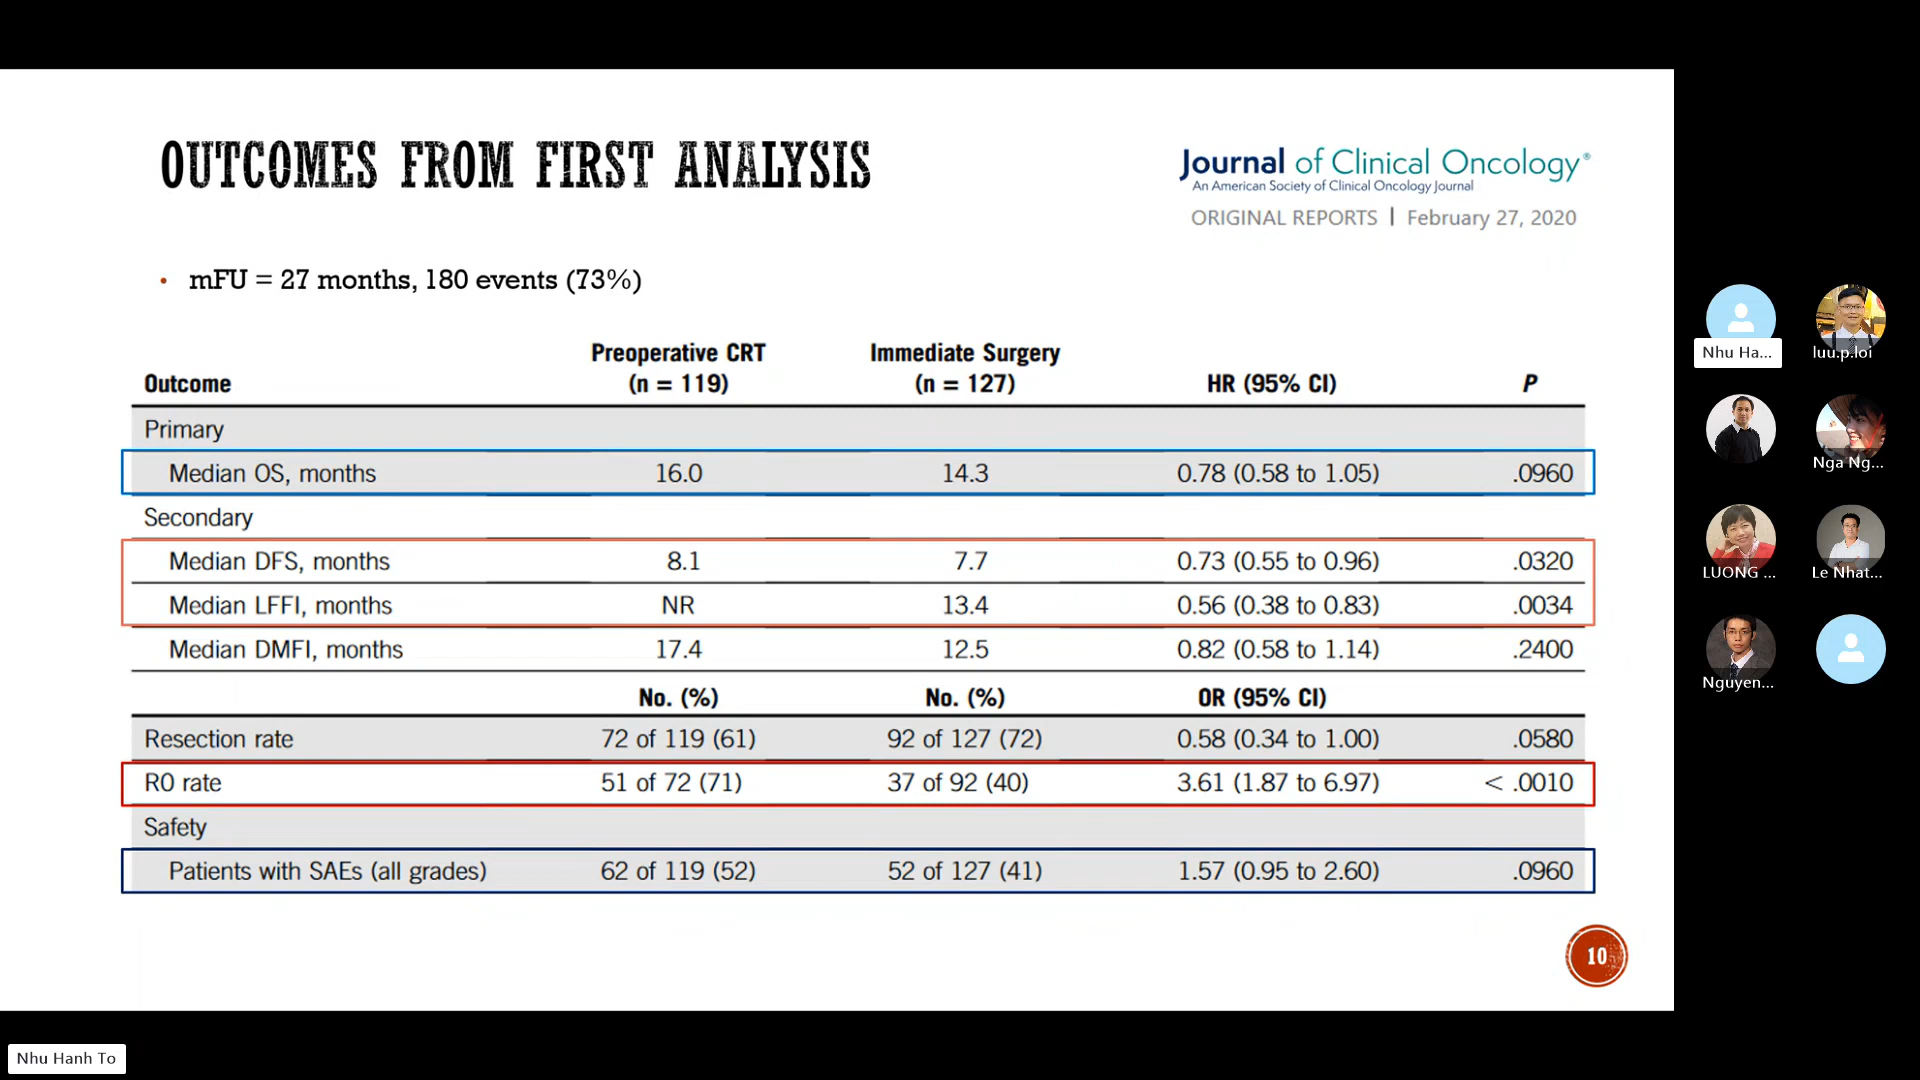 OUTCOMES FROM FIRST ANALYSIS
Journal of Clinical Oncology®
An American Society of Clinical Oncology Journal
ORIGINAL REPORTS | February 27, 2020
• mFU = 27 months, 180 events (73%)
Outcome Preoperative CRT (n = 119) Immediate Surgery (n = 127) HR (95% CI) P
Primary
Median OS, months 16.0 14.3 0.78 (0.58 to 1.05) .0960
Secondary
Median DFS, months 8.1 7.7 0.73 (0.55 to 0.96) .0320
Median LFFI, months NR 13.4 0.56 (0.38 to 0.83) .0034
Median DMFI, months 17.4 12.5 0.82 (0.58 to 1.14) .2400
No. (%) No. (%) OR (95% CI)
Resection rate 72 of 119 (61) 92 of 127 (72) 0.58 (0.34 to 1.00) .0580
R0 rate 51 of 72 (71) 37 of 92 (40) 3.61 (1.87 to 6.97) < .0010
Safety
Patients with SAEs (all grades) 62 of 119 (52) 52 of 127 (41) 1.57 (0.95 to 2.60) .0960
10
Nhu Ha...
luu.p.loi
Nga Ng...
LUONG ...
Le Nhat...
Nguyen...
Nhu Hanh To